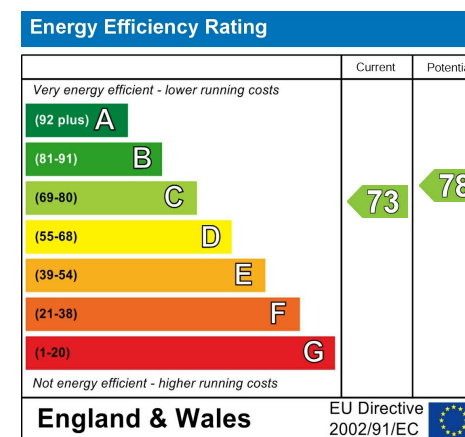 Energy Efficiency Rating
Current Potentia
Very energy efficient - lower running costs
(92 plus) A
(81-91) B
(69-80) C
73 78
(55-68) D
(39-54) E
(21-38) F
(1-20) G
Not energy efficient - higher running costs
England & Wales
EU Directive
2002/91/EC